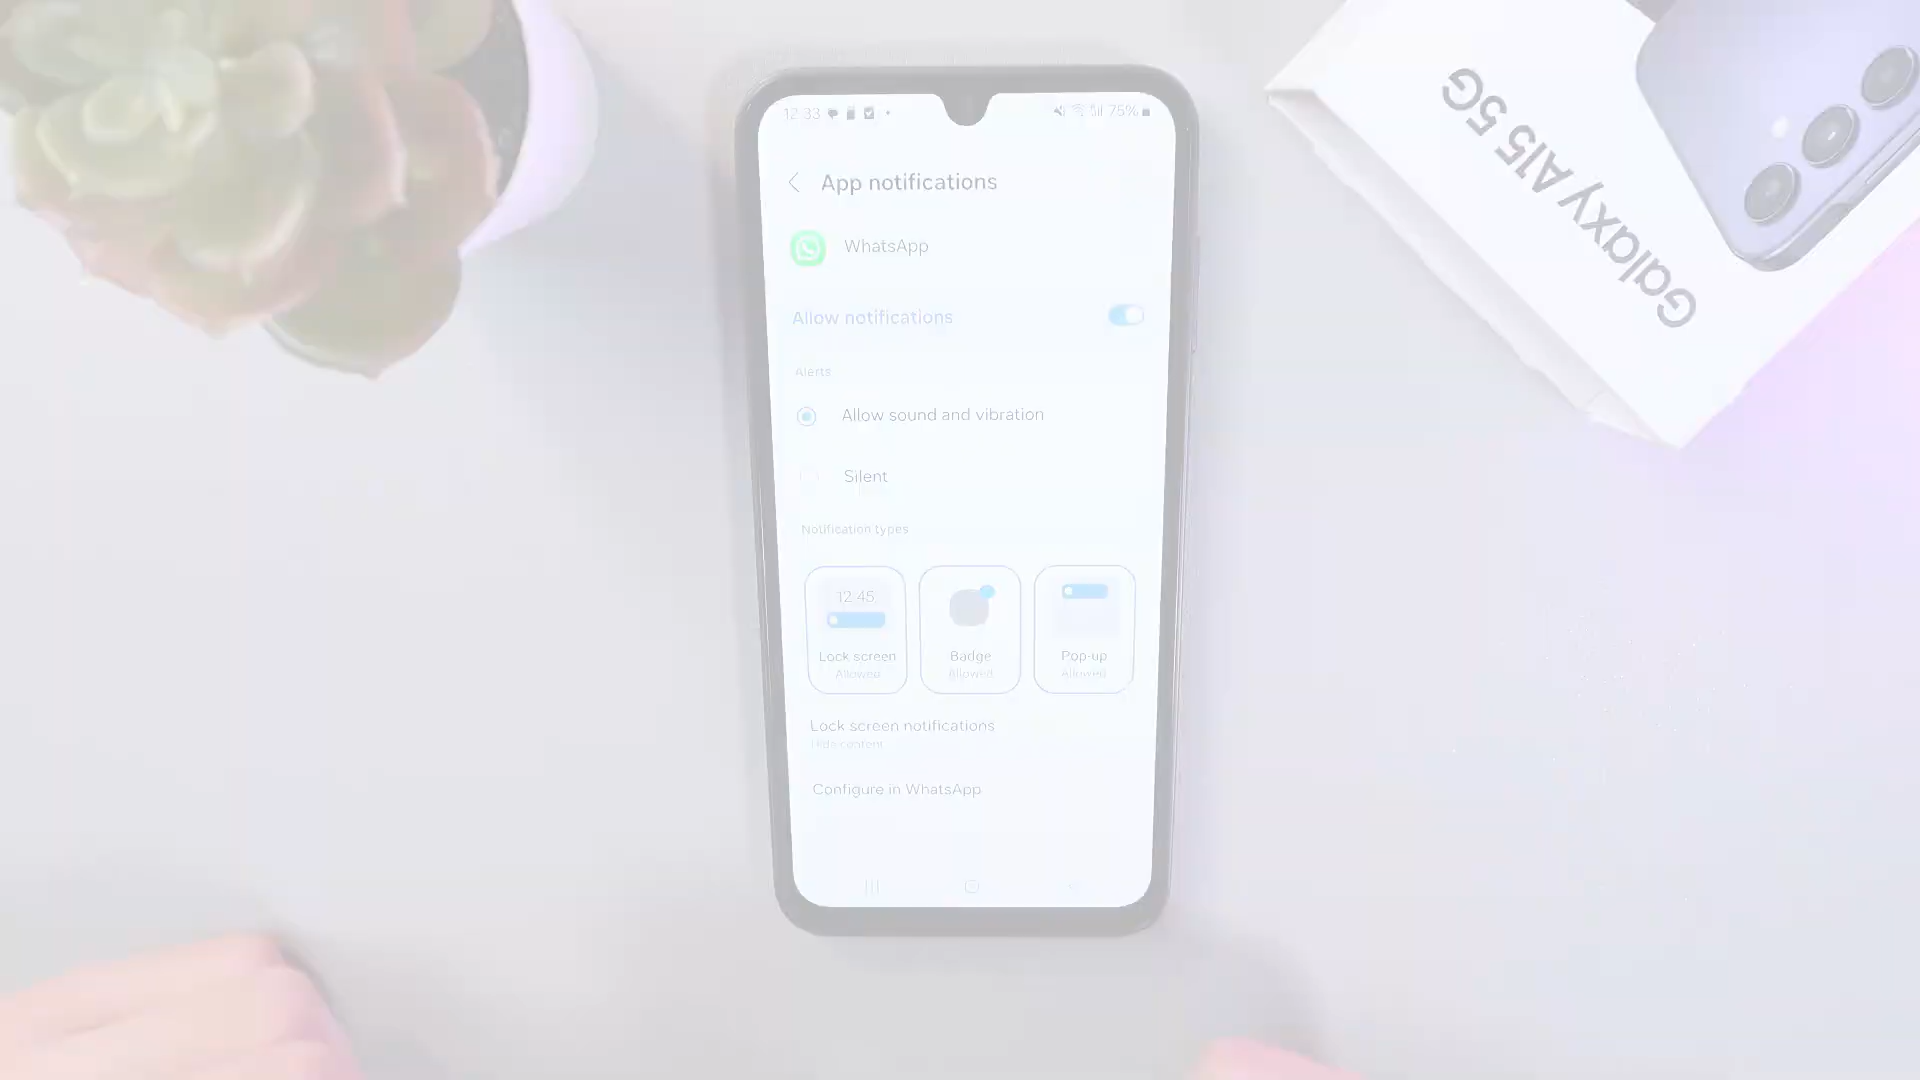 12:33
75%
App notifications
WhatsApp
Allow notifications
Alerts
Allow sound and vibration
Silent
Notification types
12:45
Lock screen
Allowed
Badge
Allowed
Pop-up
Allowed
Lock screen notifications
Hide content
Configure in WhatsApp
Galaxy A15 5G